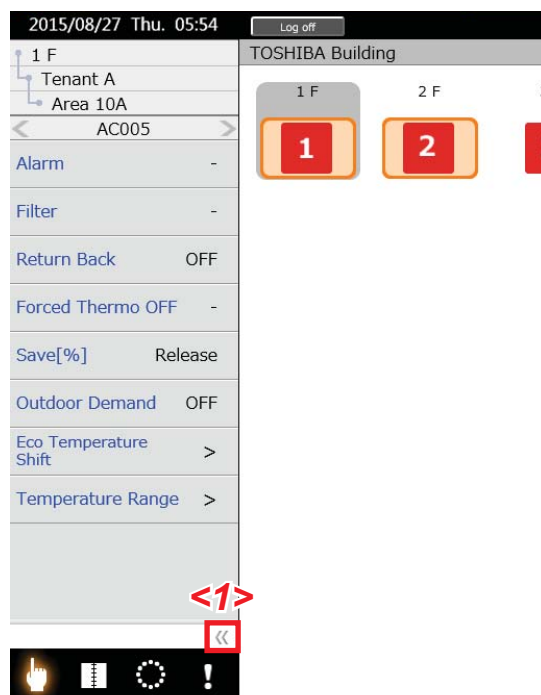 2015/08/27 Thu. 05:54
Log off
1 F
Tenant A
Area 10A
< AC005 >
Alarm -
Filter -
Return Back OFF
Forced Thermo OFF -
Save[%] Release
Outdoor Demand OFF
Eco Temperature
Shift >
Temperature Range >
<1>
«
!
TOSHIBA Building
1 F 2 F
1 2